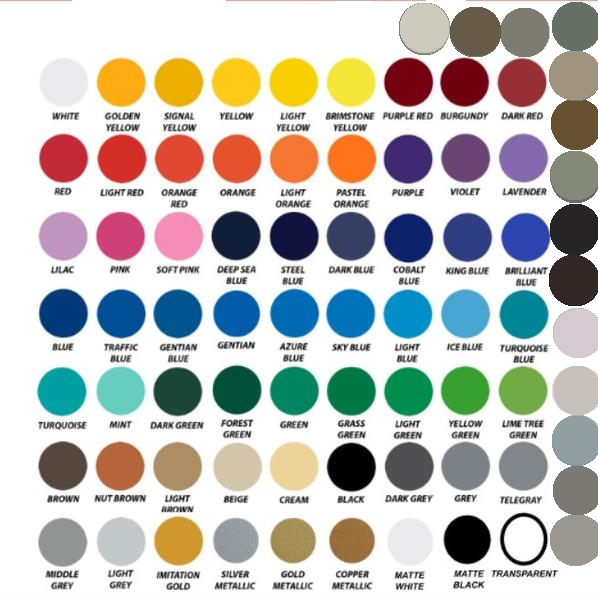 WHITE GOLDEN YELLOW SIGNAL YELLOW YELLOW LIGHT YELLOW BRIMSTONE YELLOW PURPLE RED BURGUNDY DARK RED
RED LIGHT RED ORANGE RED ORANGE LIGHT ORANGE PASTEL ORANGE PURPLE VIOLET LAVENDER
LILAC PINK SOFT PINK DEEP SEA BLUE STEEL BLUE DARK BLUE COBALT BLUE KING BLUE BRILLIANT BLUE
BLUE TRAFFIC BLUE GENTIAN BLUE GENTIAN AZURE BLUE SKY BLUE LIGHT BLUE ICE BLUE TURQUOISE BLUE
TURQUOISE MINT DARK GREEN FOREST GREEN GREEN GRASS GREEN LIGHT GREEN YELLOW GREEN LIME TREE GREEN
BROWN NUT BROWN LIGHT BROWN BEIGE CREAM BLACK DARK GREY GREY TELEGRAY
MIDDLE GREY LIGHT GREY IMITATION GOLD SILVER METALLIC GOLD METALLIC COPPER METALLIC MATTE WHITE MATTE BLACK TRANSPARENT